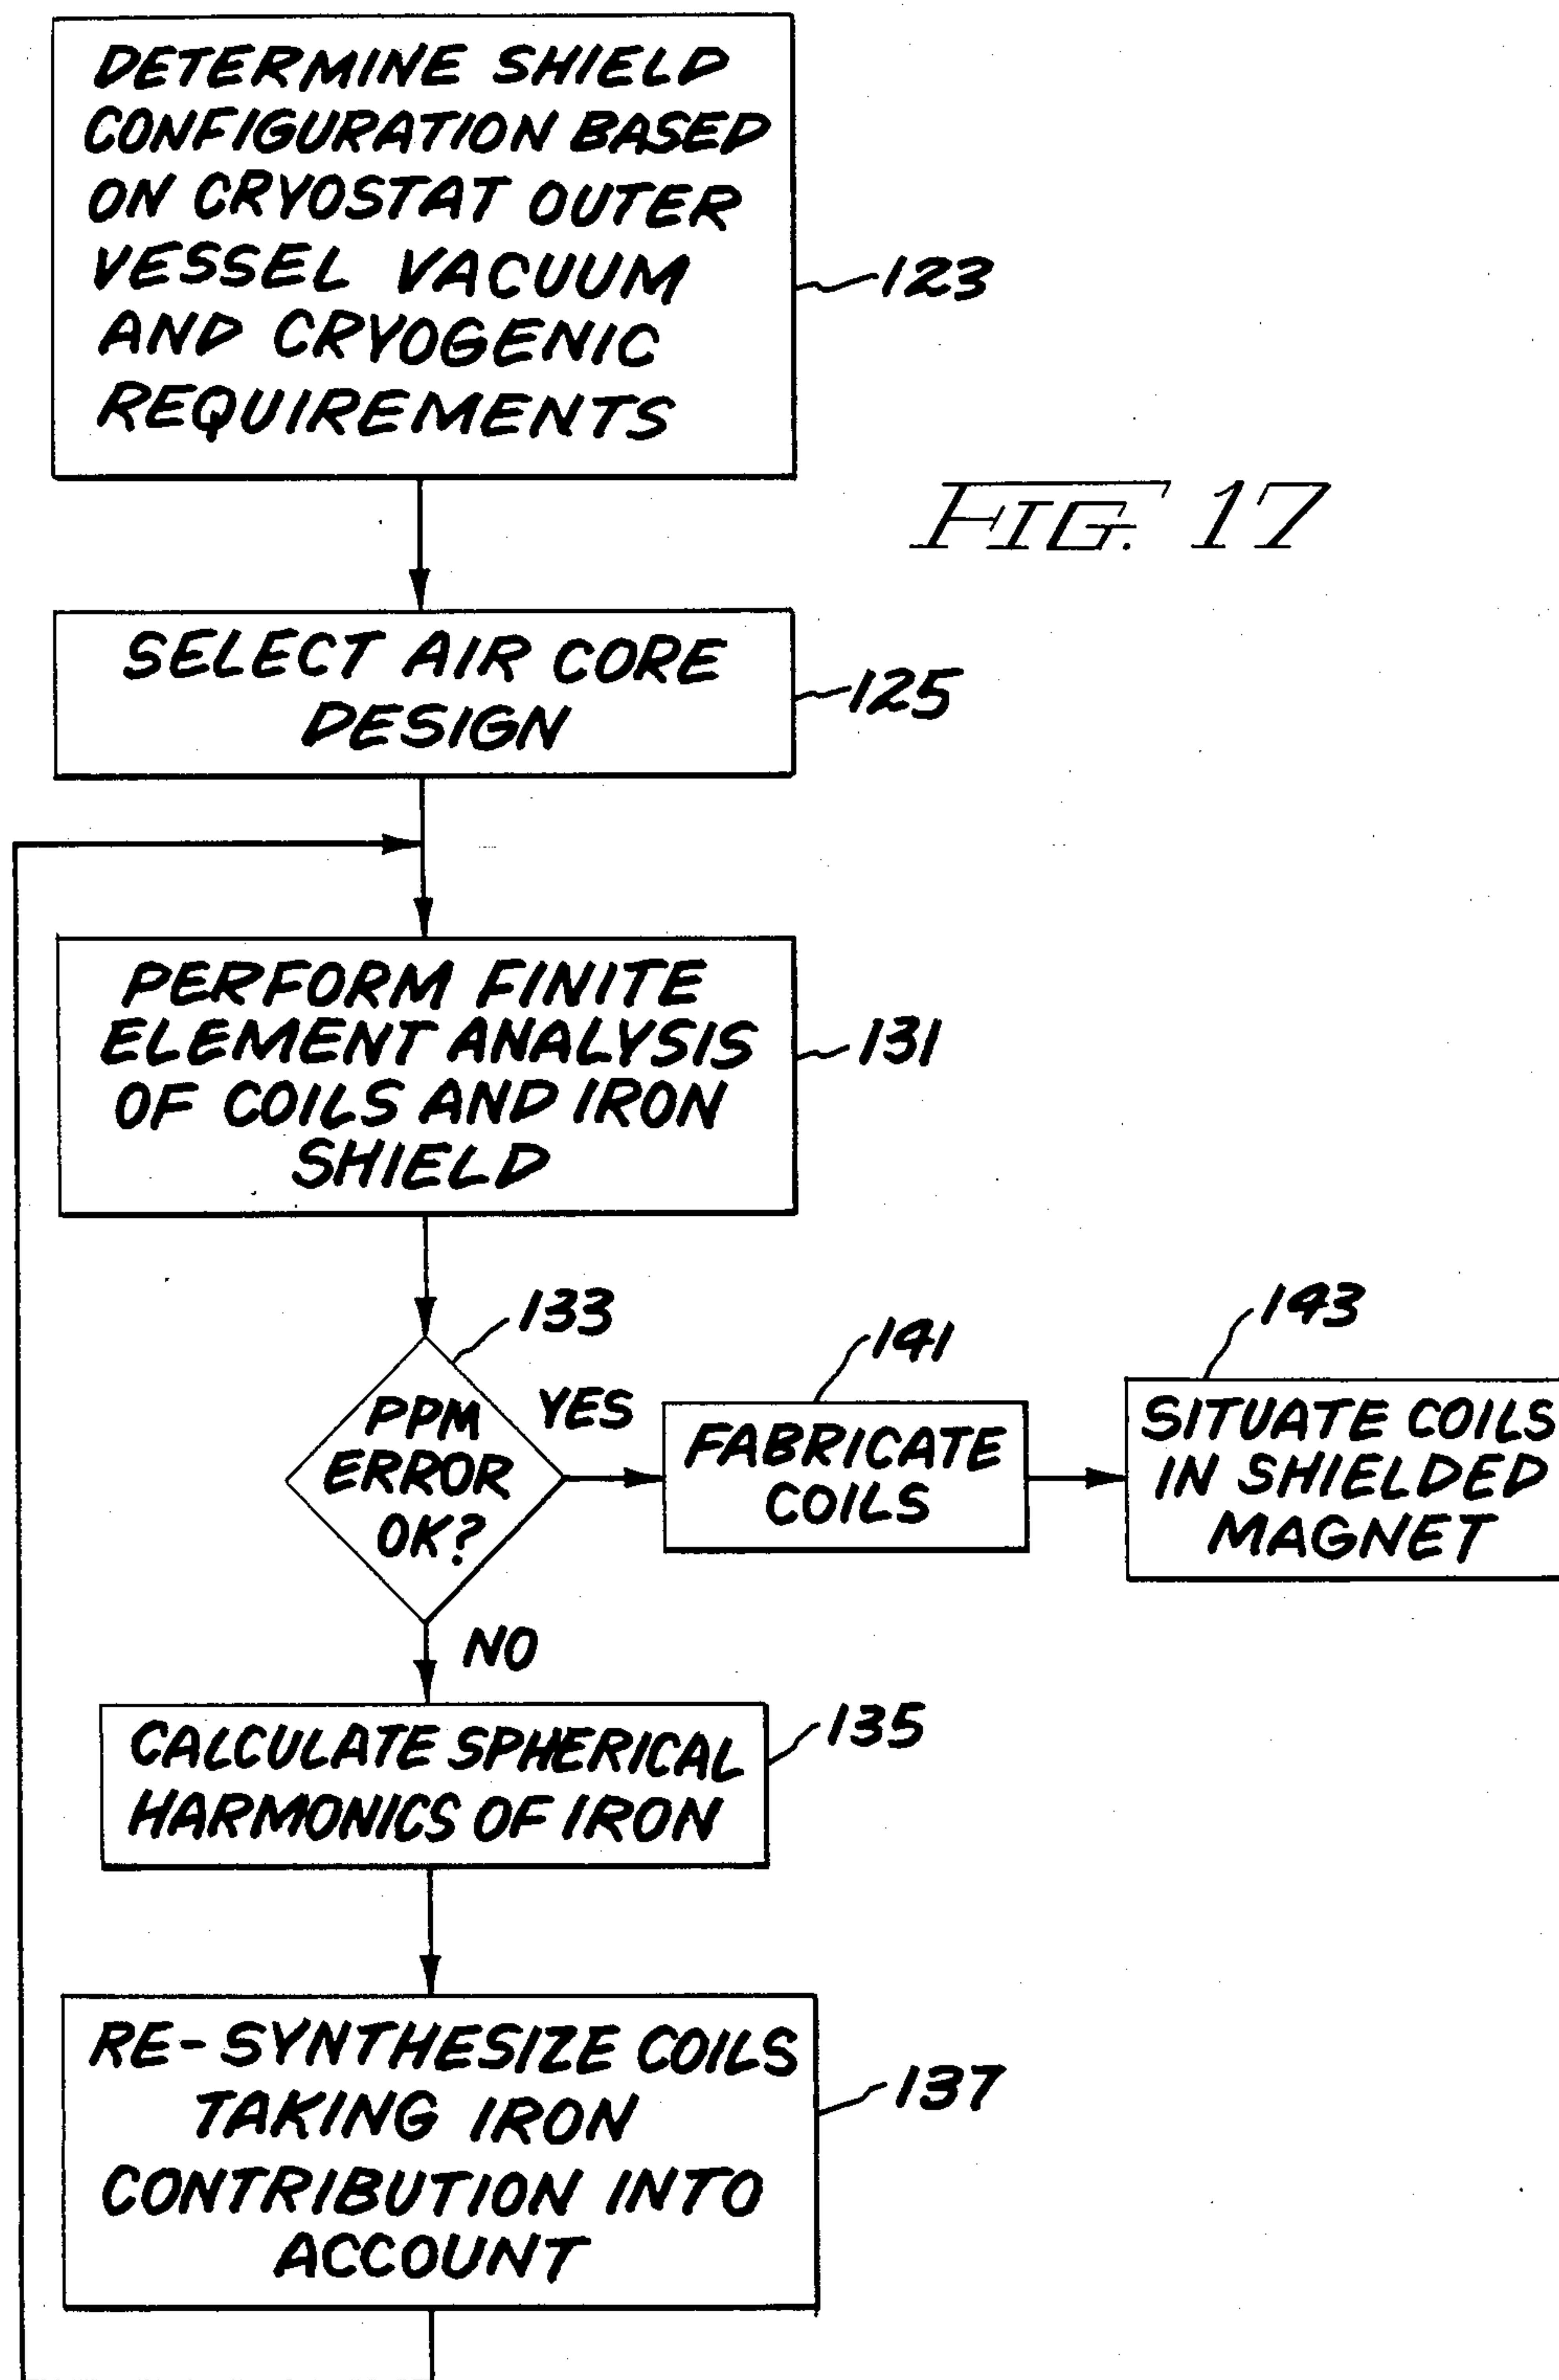 DETERMINE SHIELD
CONFIGURATION BASED
ON CRYOSTAT OUTER
VESSEL VACUUM
AND CRYOGENIC
REQUIREMENTS
123
FIG. 17
SELECT AIR CORE
DESIGN
125
PERFORM FINITE
ELEMENT ANALYSIS
OF COILS AND IRON
SHIELD
131
133
PPM
ERROR
OK?
YES
141
FABRICATE
COILS
143
SITUATE COILS
IN SHIELDED
MAGNET
NO
CALCULATE SPHERICAL
HARMONICS OF IRON
135
RE-SYNTHESIZE COILS
TAKING IRON
CONTRIBUTION INTO
ACCOUNT
137